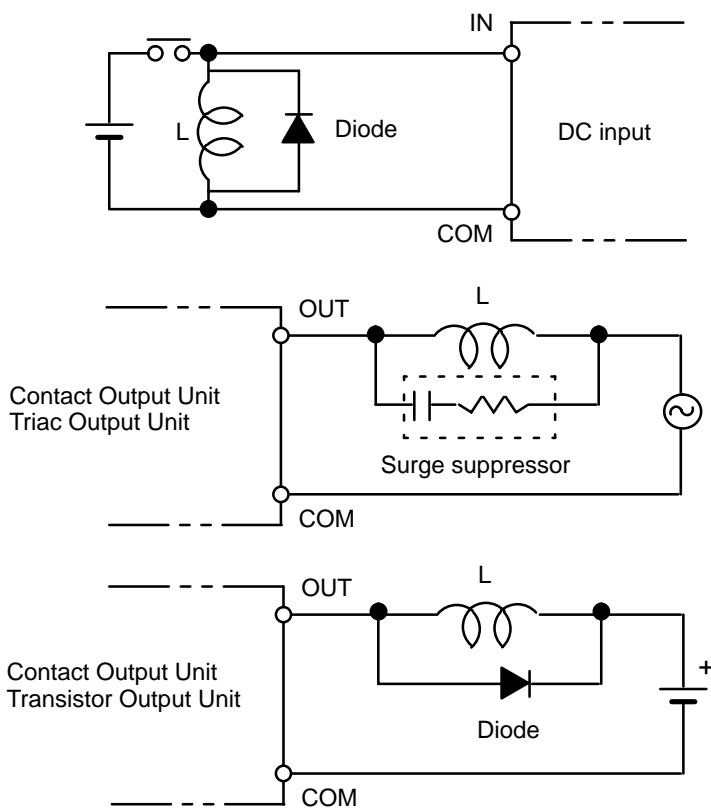 IN
L
Diode
DC input
COM
OUT
L
Contact Output Unit
Triac Output Unit
Surge suppressor
COM
OUT
L
Contact Output Unit
Transistor Output Unit
+
Diode
COM